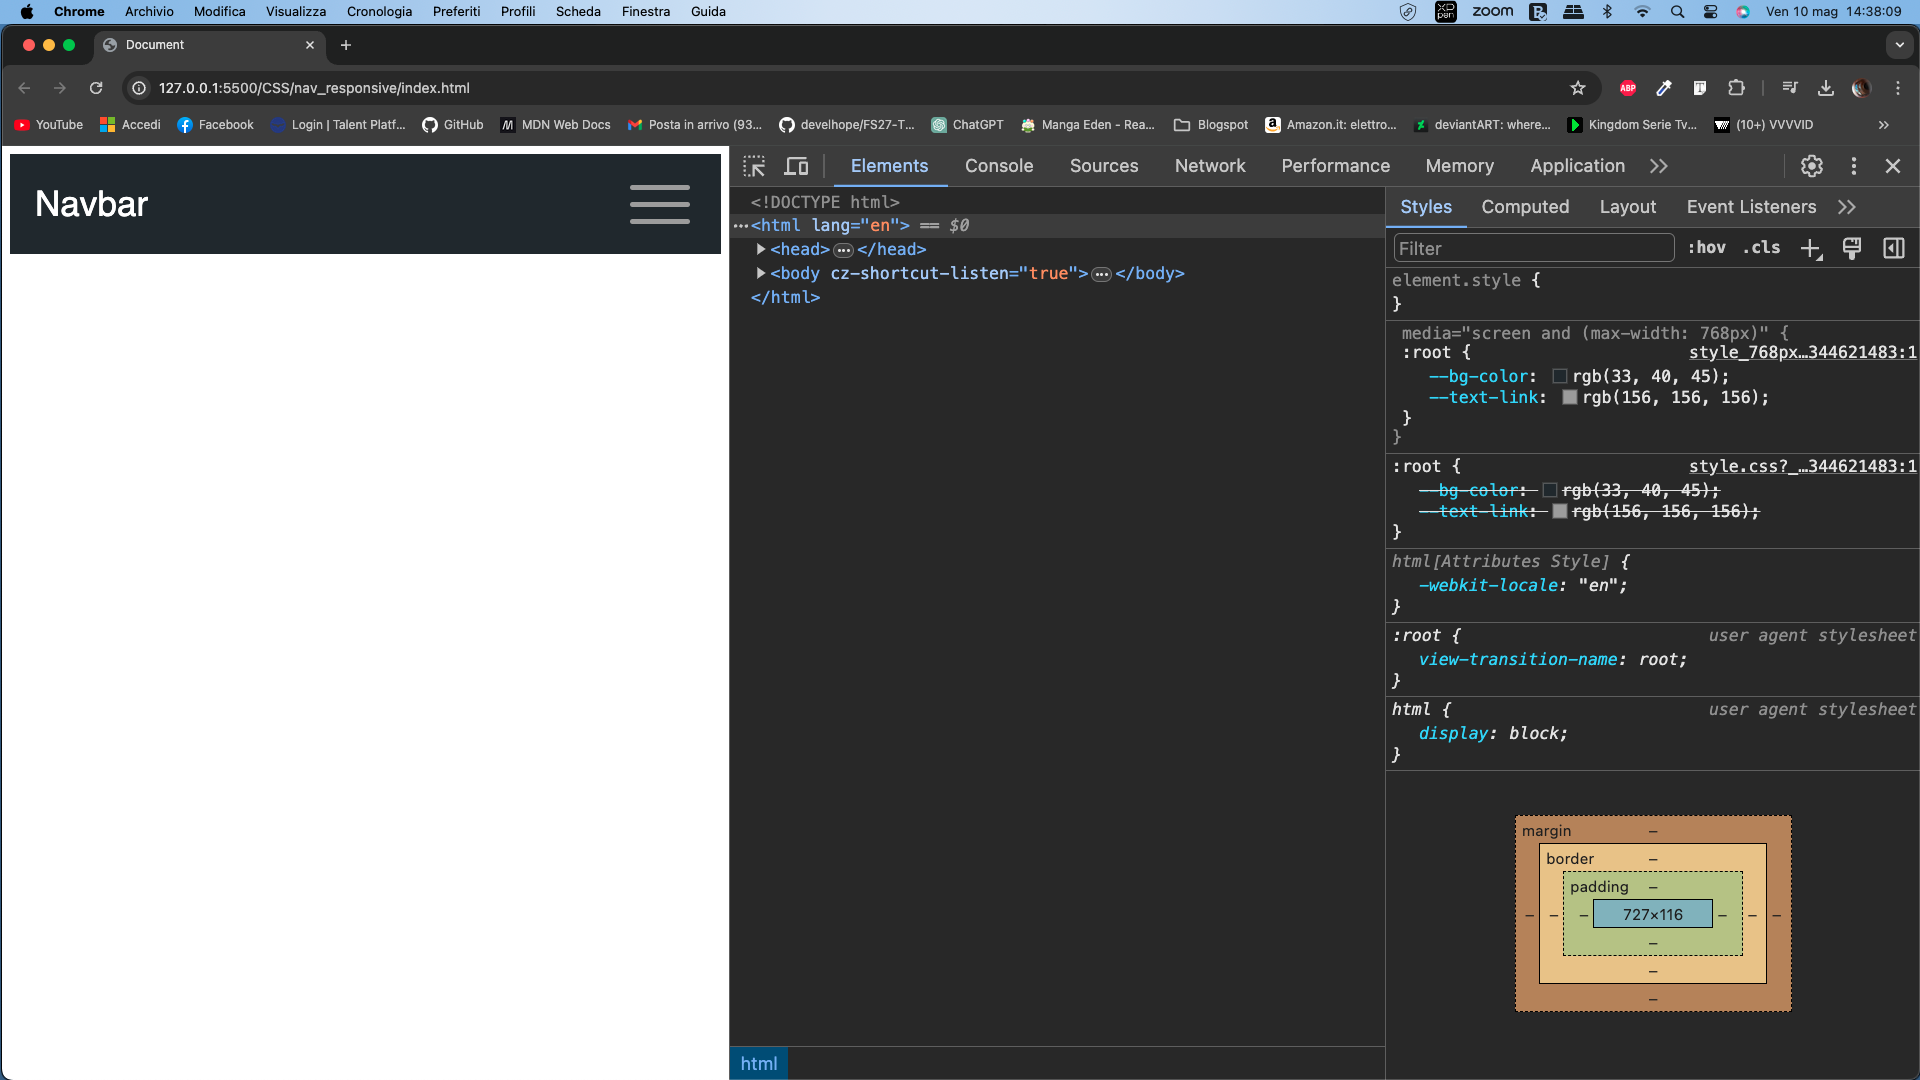 Chrome Archivio Modifica Visualizza Cronologia Preferiti Profili Scheda Finestra Guida zoom Ven 10 mag 14:38:09
Document
127.0.0.1:5500/CSS/nav_responsive/index.html ABP
YouTube Accedi Facebook Login | Talent Platf... GitHub MDN Web Docs Posta in arrivo (93... develhope/FS27-T... ChatGPT Manga Eden - Rea... Blogspot Amazon.it: elettro... deviantART: where... Kingdom Serie Tv... (10+) VVVVID
Navbar
Elements Console Sources Network Performance Memory Application
<!DOCTYPE html>
<html lang="en"> == $0
<head> ... </head>
<body cz-shortcut-listen="true"> ... </body>
</html>
html
Styles Computed Layout Event Listeners
Filter :hov .cls
element.style {
}
media="screen and (max-width: 768px)" {
:root { style_768px…344621483:1
--bg-color: rgb(33, 40, 45);
--text-link: rgb(156, 156, 156);
}
}
:root { style.css?_…344621483:1
--bg-color: rgb(33, 40, 45);
--text-link: rgb(156, 156, 156);
}
html[Attributes Style] {
-webkit-locale: "en";
}
:root { user agent stylesheet
view-transition-name: root;
}
html { user agent stylesheet
display: block;
}
margin –
border –
padding –
– – – 727×116 – – –
–
–
–